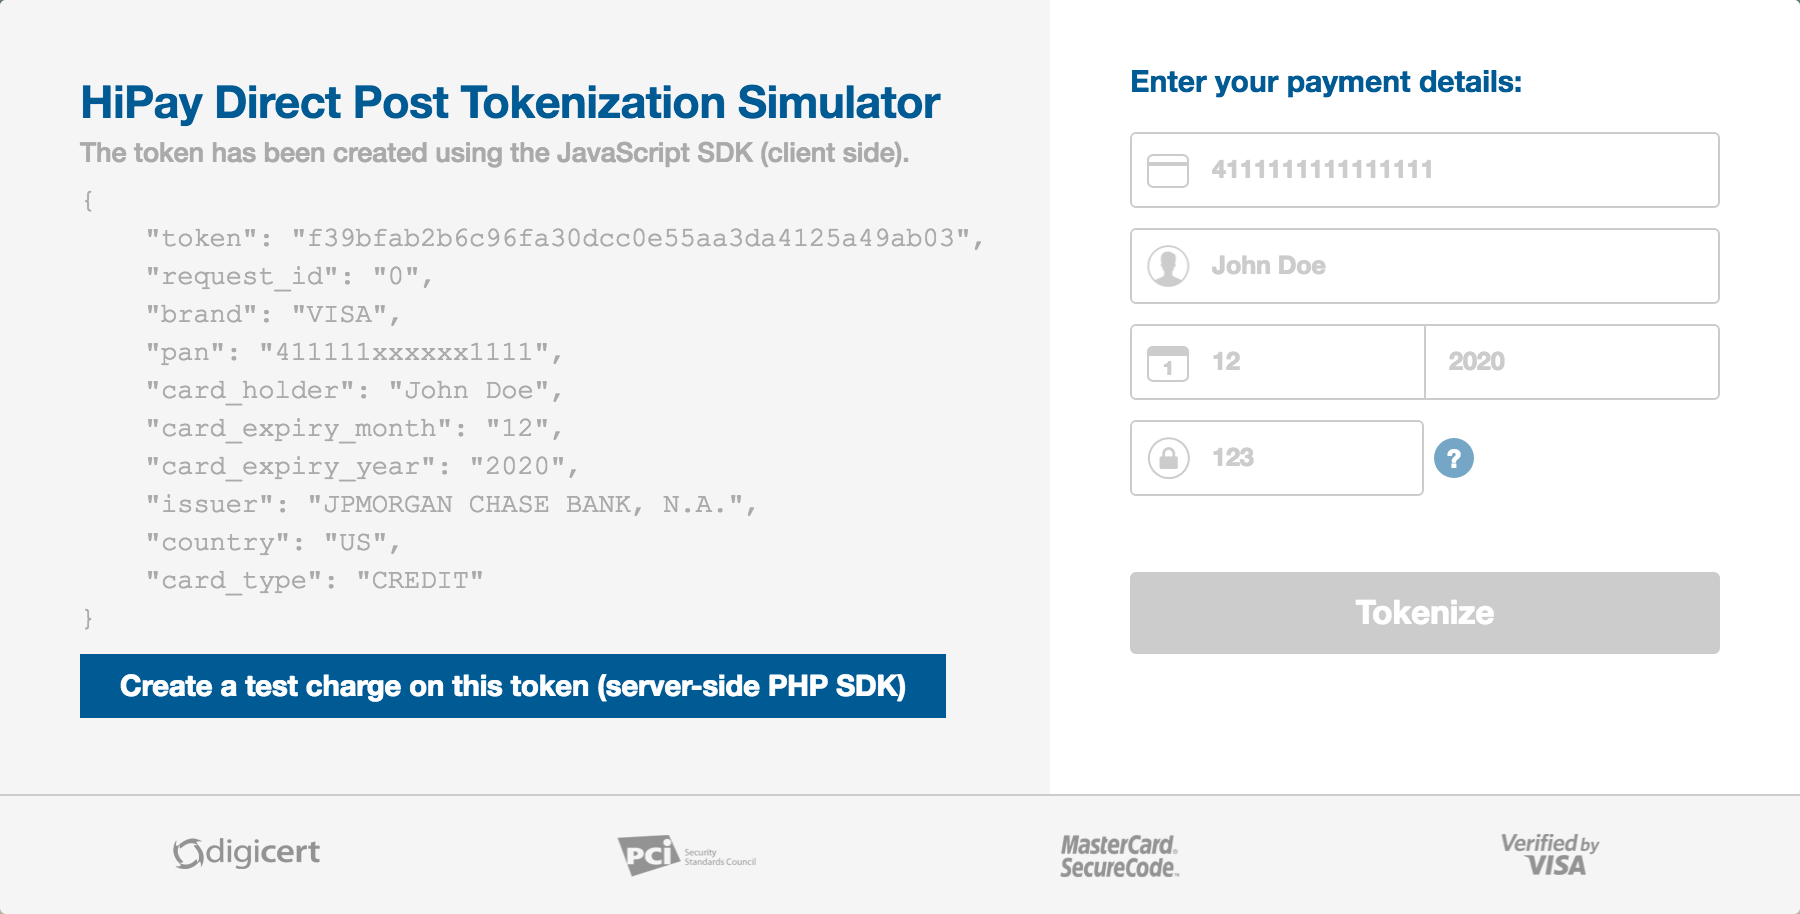 HiPay Direct Post Tokenization Simulator
The token has been created using the JavaScript SDK (client side).
{
"token": "f39bfab2b6c96fa30dcc0e55aa3da4125a49ab03",
"request_id": "0",
"brand": "VISA",
"pan": "411111xxxxxx1111",
"card_holder": "John Doe",
"card_expiry_month": "12",
"card_expiry_year": "2020",
"issuer": "JPMORGAN CHASE BANK, N.A.",
"country": "US",
"card_type": "CREDIT"
}
Create a test charge on this token (server-side PHP SDK)
Enter your payment details:
4111111111111111
John Doe
1
12
2020
123
?
Tokenize
digicert
PCi Security
Standards Council
MasterCard®
SecureCode™
Verified by
VISA